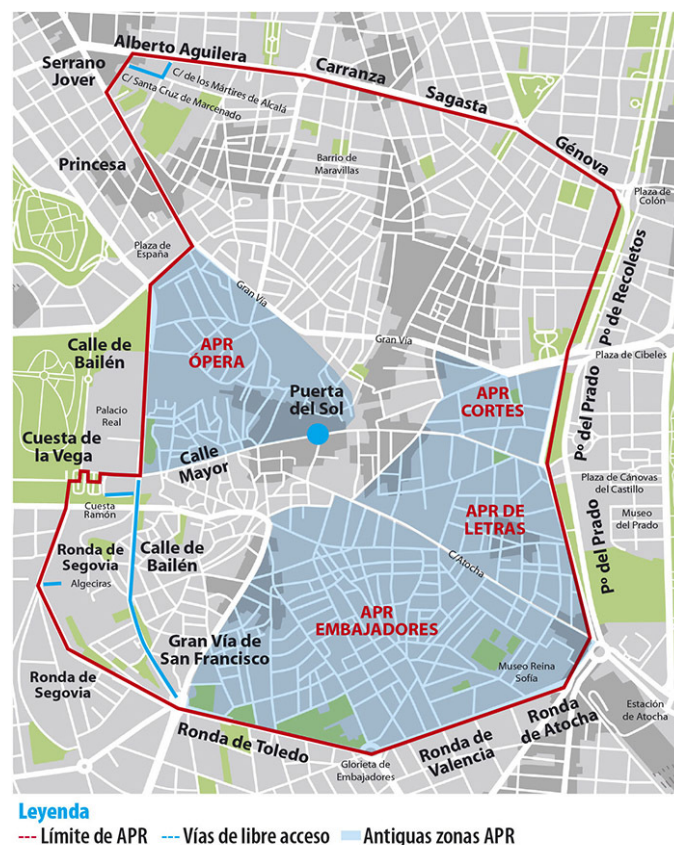 Alberto Aguilera
Serrano
Jover
C/ de los Mártires de Alcalá
C/ Santa Cruz de Marcenado
Carranza
Sagasta
Génova
Princesa
Barrio de
Maravillas
Plaza de
Colón
Plaza de
España
Gran Vía
Pº de Recoletos
Calle de
Bailén
APR
ÓPERA
Gran Vía
Plaza de Cibeles
Puerta
del Sol
APR
CORTES
Palacio
Real
Pº del Prado
Cuesta de
la Vega
Calle
Mayor
Plaza de Cánovas
del Castillo
Cuesta
Ramón
APR DE
LETRAS
Museo
del Prado
Ronda de
Segovia
Calle de
Bailén
C/Atocha
Pº del Prado
Algeciras
APR
EMBAJADORES
Gran Vía de
San Francisco
Museo Reina
Sofía
Ronda de
Segovia
Ronda de Toledo
Ronda de
Valencia
Ronda
de Atocha
Estación
de Atocha
Glorieta de
Embajadores
Leyenda
--- Límite de APR --- Vías de libre acceso Antiguas zonas APR